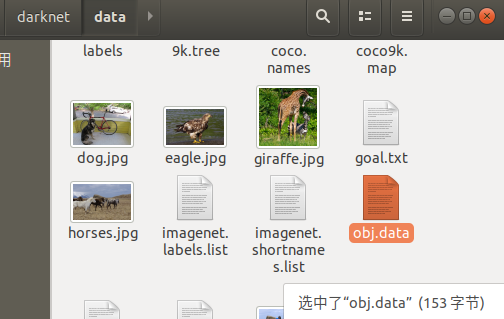 darknet
data
用
labels
9k.tree
coco.
names
coco9k.
map
dog.jpg
eagle.jpg
giraffe.jpg
goal.txt
horses.jpg
imagenet.
labels.list
imagenet.
shortname
s.list
obj.data
选中了“obj.data” (153 字节)